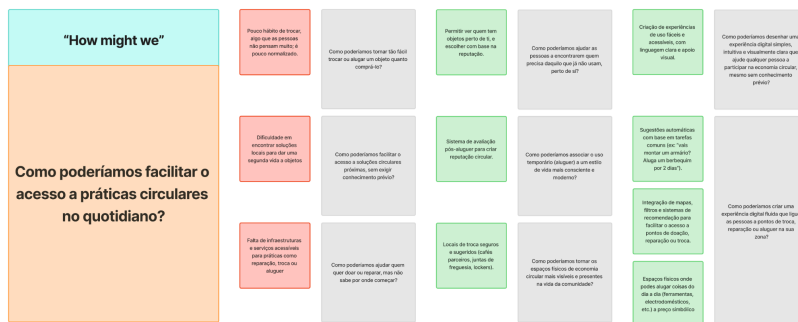 “How might we”
Como poderíamos facilitar o
acesso a práticas circulares
no quotidiano?
Pouco hábito de trocar,
algo que as pessoas
não pensam muito; é
pouco normalizado.
Como poderíamos tornar tão fácil
trocar ou alugar um objeto quanto
comprá-lo?
Dificuldade em
encontrar soluções
locais para dar uma
segunda vida a objetos
Como poderíamos facilitar o
acesso a soluções circulares
próximas, sem exigir
conhecimento prévio?
Falta de infraestruturas
e serviços acessíveis
para práticas como
reparação, troca ou
aluguer
Como poderíamos ajudar quem
quer doar ou reparar, mas não
sabe por onde começar?
Permitir ver quem tem
objetos perto de ti, e
escolher com base na
reputação.
Como poderíamos ajudar as
pessoas a encontrarem quem
precisa daquilo que já não usam,
perto de si?
Sistema de avaliação
pós-aluguer para criar
reputação circular.
Como poderíamos associar o uso
temporário (aluguer) a um estilo
de vida mais consciente e
moderno?
Locais de troca seguros
e sugeridos (cafés
parceiros, juntas de
freguesia, lockers).
Como poderíamos tornar os
espaços físicos de economia
circular mais visíveis e presentes
na vida da comunidade?
Criação de experiências
de uso fáceis e
acessíveis, com
linguagem clara e apoio
visual.
Como poderíamos desenhar uma
experiência digital simples,
intuitiva e visualmente clara que
ajude qualquer pessoa a
participar na economia circular,
mesmo sem conhecimento
prévio?
Sugestões automáticas
com base em tarefas
comuns (ex: “vais
montar um armário?
Aluga um berbequim
por 2 dias”).
Integração de mapas,
filtros e sistemas de
recomendação para
facilitar o acesso a
pontos de doação,
reparação ou troca.
Espaços físicos onde
podes alugar coisas do
dia a dia (ferramentas,
electrodomésticos,
etc.) a preço simbólico
Como poderíamos criar uma
experiência digital fluida que ligue
as pessoas a pontos de troca,
reparação ou aluguer na sua
zona?